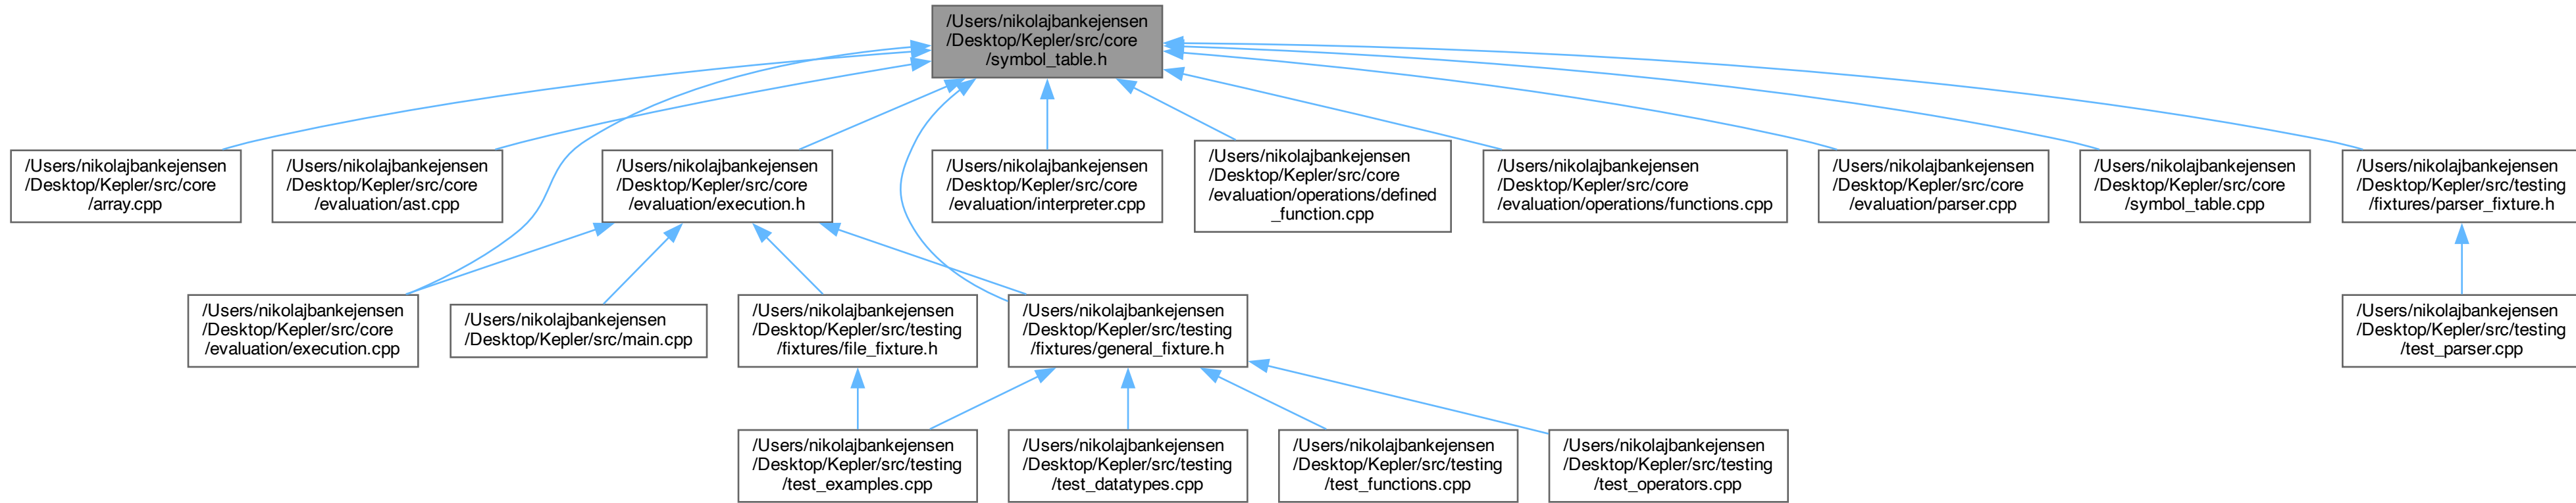 /Users/nikolajbankejensen
/Desktop/Kepler/src/core
/symbol_table.h
/Users/nikolajbankejensen
/Desktop/Kepler/src/core
/array.cpp
/Users/nikolajbankejensen
/Desktop/Kepler/src/core
/evaluation/ast.cpp
/Users/nikolajbankejensen
/Desktop/Kepler/src/core
/evaluation/execution.h
/Users/nikolajbankejensen
/Desktop/Kepler/src/core
/evaluation/interpreter.cpp
/Users/nikolajbankejensen
/Desktop/Kepler/src/core
/evaluation/operations/defined
_function.cpp
/Users/nikolajbankejensen
/Desktop/Kepler/src/core
/evaluation/operations/functions.cpp
/Users/nikolajbankejensen
/Desktop/Kepler/src/core
/evaluation/parser.cpp
/Users/nikolajbankejensen
/Desktop/Kepler/src/core
/symbol_table.cpp
/Users/nikolajbankejensen
/Desktop/Kepler/src/testing
/fixtures/parser_fixture.h
/Users/nikolajbankejensen
/Desktop/Kepler/src/core
/evaluation/execution.cpp
/Users/nikolajbankejensen
/Desktop/Kepler/src/main.cpp
/Users/nikolajbankejensen
/Desktop/Kepler/src/testing
/fixtures/file_fixture.h
/Users/nikolajbankejensen
/Desktop/Kepler/src/testing
/fixtures/general_fixture.h
/Users/nikolajbankejensen
/Desktop/Kepler/src/testing
/test_parser.cpp
/Users/nikolajbankejensen
/Desktop/Kepler/src/testing
/test_examples.cpp
/Users/nikolajbankejensen
/Desktop/Kepler/src/testing
/test_datatypes.cpp
/Users/nikolajbankejensen
/Desktop/Kepler/src/testing
/test_functions.cpp
/Users/nikolajbankejensen
/Desktop/Kepler/src/testing
/test_operators.cpp